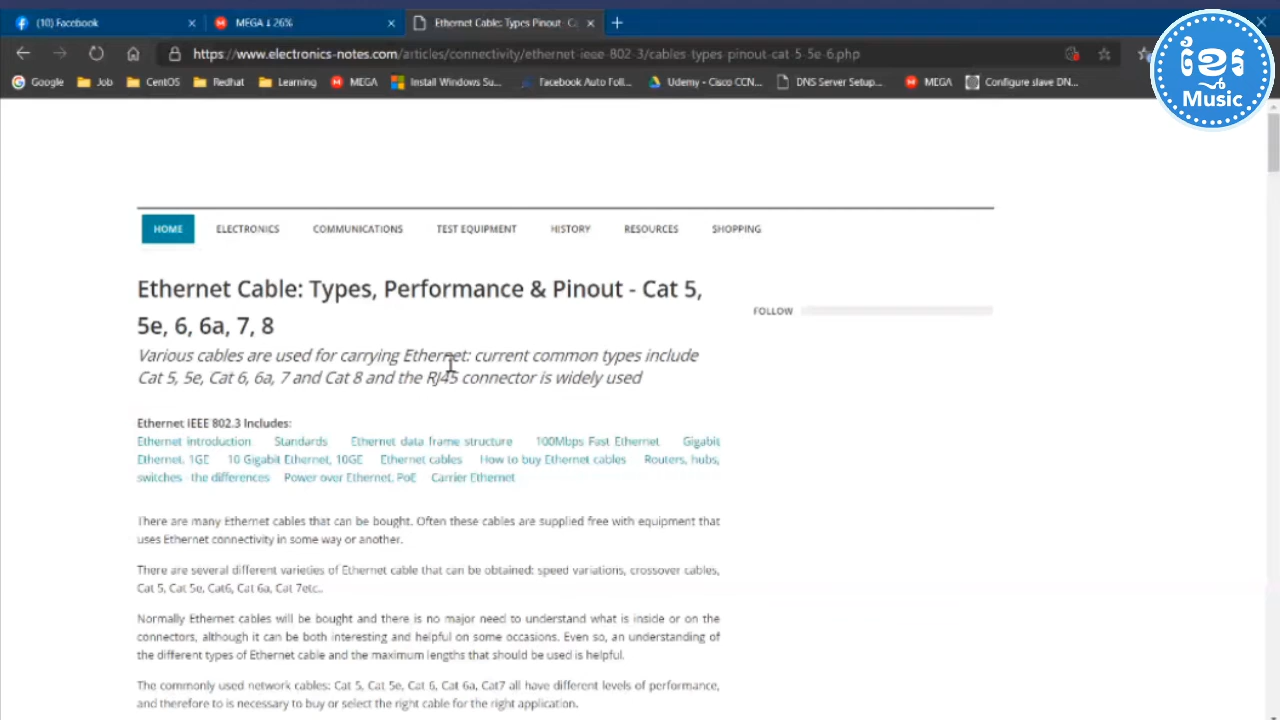 (10) Facebook
MEGA ↓ 26%
Ethernet Cable: Types Pinout - Ca
https://www.electronics-notes.com/articles/connectivity/ethernet-ieee-802-3/cables-types-pinout-cat-5-5e-6.php
Google Job CentOS Redhat Learning MEGA Install Windows Su... Facebook Auto Foll... Udemy - Cisco CCN... DNS Server Setup... MEGA Configure slave DN...
ខ្មែរ
Music
HOME ELECTRONICS COMMUNICATIONS TEST EQUIPMENT HISTORY RESOURCES SHOPPING
Ethernet Cable: Types, Performance & Pinout - Cat 5,
5e, 6, 6a, 7, 8
FOLLOW
Various cables are used for carrying Ethernet: current common types include
Cat 5, 5e, Cat 6, 6a, 7 and Cat 8 and the RJ45 connector is widely used
Ethernet IEEE 802.3 Includes:
Ethernet introduction Standards Ethernet data frame structure 100Mbps Fast Ethernet Gigabit
Ethernet, 1GE 10 Gigabit Ethernet, 10GE Ethernet cables How to buy Ethernet cables Routers, hubs,
switches the differences Power over Ethernet, PoE Carrier Ethernet
There are many Ethernet cables that can be bought. Often these cables are supplied free with equipment that
uses Ethernet connectivity in some way or another.
There are several different varieties of Ethernet cable that can be obtained: speed variations, crossover cables,
Cat 5, Cat 5e, Cat6, Cat 6a, Cat 7etc..
Normally Ethernet cables will be bought and there is no major need to understand what is inside or on the
connectors, although it can be both interesting and helpful on some occasions. Even so, an understanding of
the different types of Ethernet cable and the maximum lengths that should be used is helpful.
The commonly used network cables: Cat 5, Cat 5e, Cat 6, Cat 6a, Cat7 all have different levels of performance,
and therefore to is necessary to buy or select the right cable for the right application.